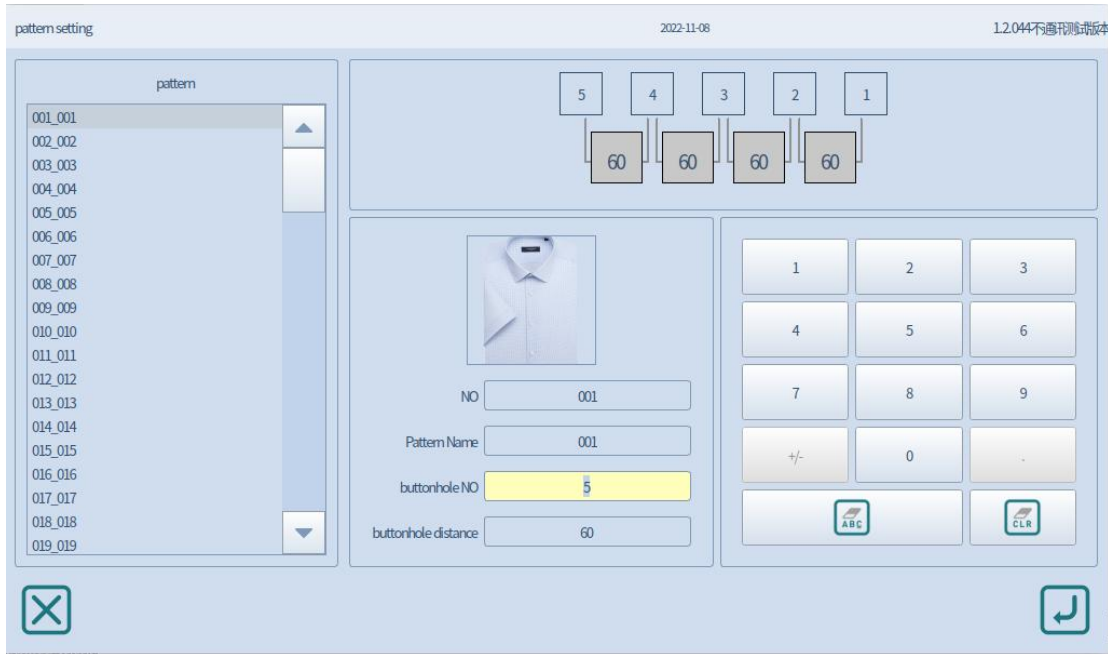 pattern setting
2022-11-08
1.2.044不通讯测试版本
pattern
001_001
002_002
003_003
004_004
005_005
006_006
007_007
008_008
009_009
010_010
011_011
012_012
013_013
014_014
015_015
016_016
017_017
018_018
019_019
5 4 3 2 1
60 60 60 60
NO 001
Pattern Name 001
buttonhole NO 5
buttonhole distance 60
1 2 3
4 5 6
7 8 9
+/- 0 .
ABC CLR